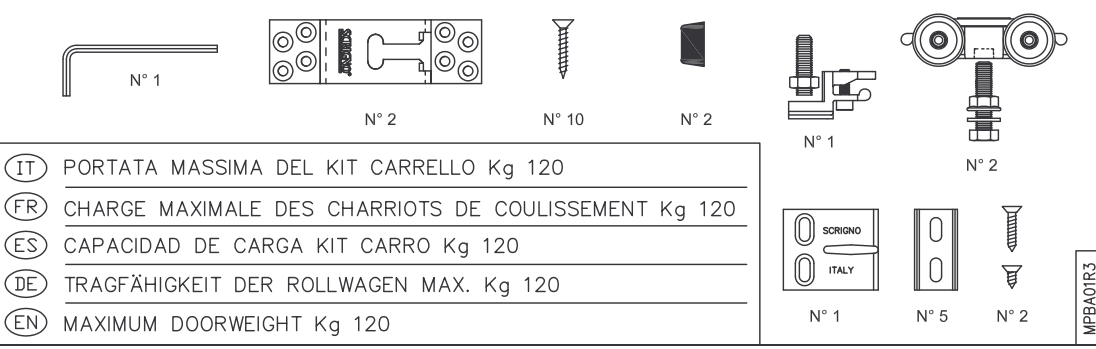 N° 1
SCRIGNO
N° 2
N° 10
N° 2
N° 1
N° 2
IT PORTATA MASSIMA DEL KIT CARRELLO Kg 120
FR CHARGE MAXIMALE DES CHARRIOTS DE COULISSEMENT Kg 120
ES CAPACIDAD DE CARGA KIT CARRO Kg 120
DE TRAGFÄHIGKEIT DER ROLLWAGEN MAX. Kg 120
EN MAXIMUM DOORWEIGHT Kg 120
SCRIGNO
ITALY
N° 1
N° 5
N° 2
MPBA01R3